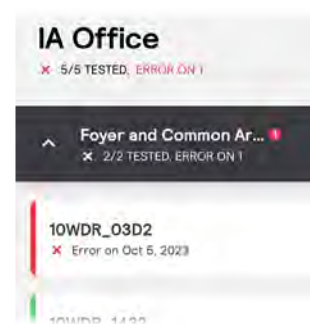 IA Office
× 5/5 TESTED, ERROR ON 1
Foyer and Common Ar... 1
× 2/2 TESTED, ERROR ON 1
10WDR_03D2
× Error on Oct 5, 2023